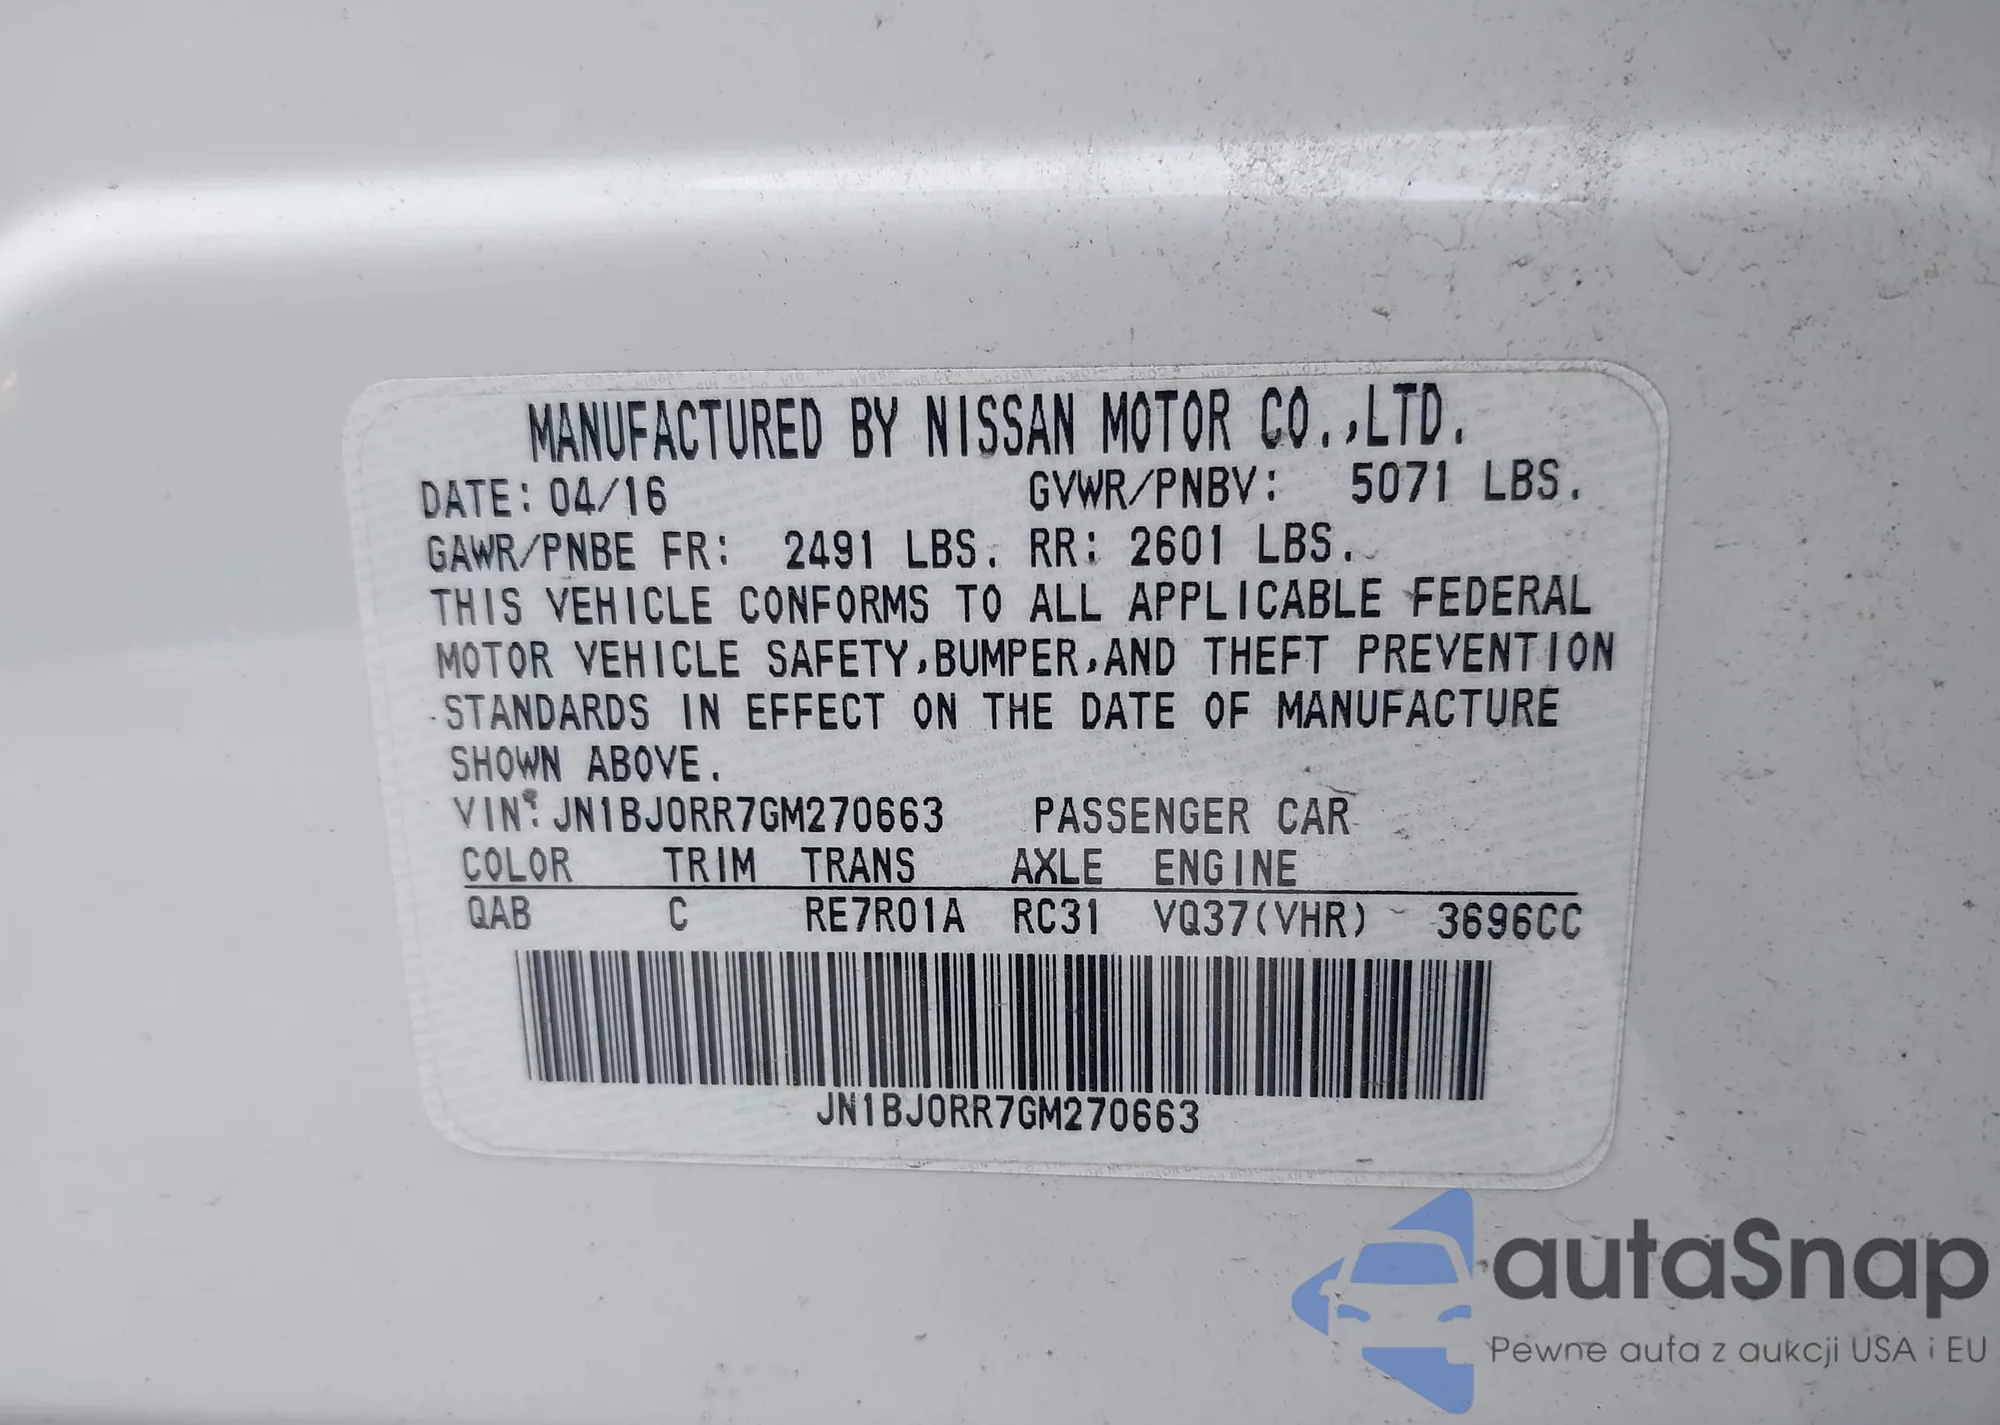 MANUFACTURED BY NISSAN MOTOR CO.,LTD.
DATE: 04/16 GVWR/PNBV: 5071 LBS.
GAWR/PNBE FR: 2491 LBS. RR: 2601 LBS.
THIS VEHICLE CONFORMS TO ALL APPLICABLE FEDERAL
MOTOR VEHICLE SAFETY,BUMPER,AND THEFT PREVENTION
STANDARDS IN EFFECT ON THE DATE OF MANUFACTURE
SHOWN ABOVE.
VIN: JN1BJ0RR7GM270663 PASSENGER CAR
COLOR TRIM TRANS AXLE ENGINE
QAB C RE7R01A RC31 VQ37(VHR) 3696CC
JN1BJ0RR7GM270663
autaSnap
Pewne auta z aukcji USA i EU